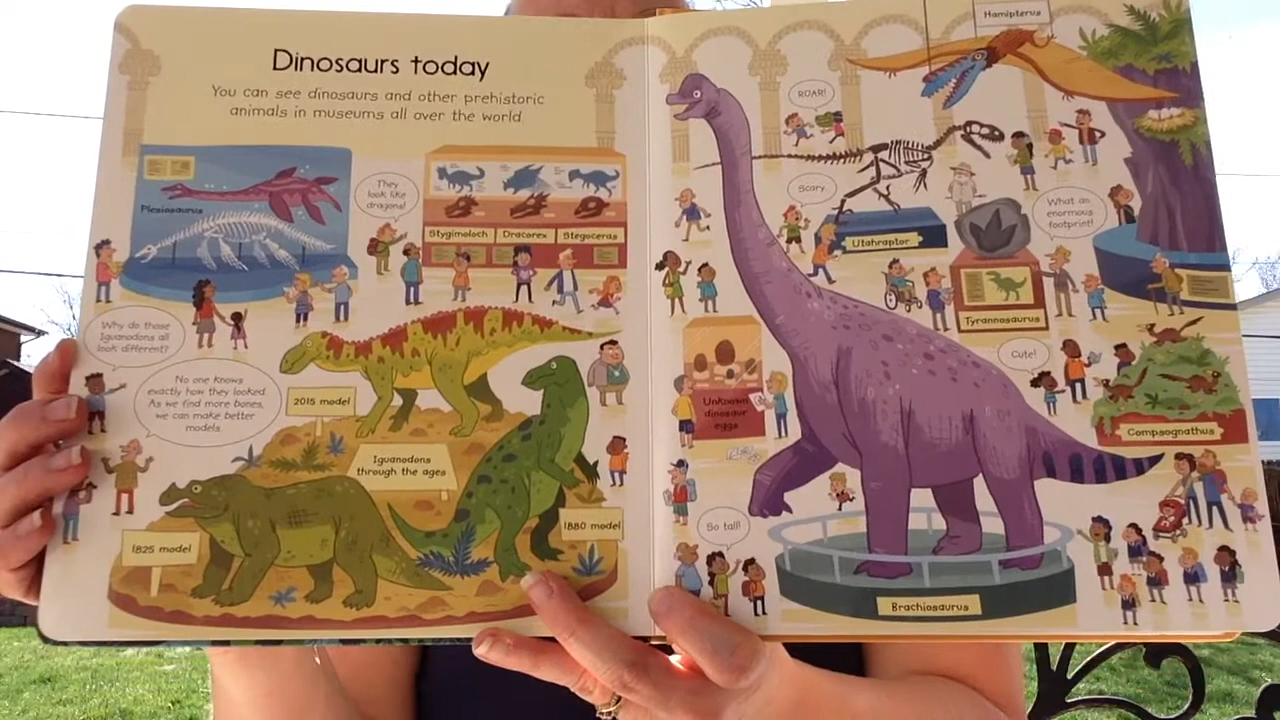 Dinosaurs today
You can see dinosaurs and other prehistoric
animals in museums all over the world
Plesiosaurus
They
look like
dragons!
Stygimoloch
Dracorex
Stegoceras
Why do those
Iguanodons all
look different?
No one knows
exactly how they looked.
As we find more bones,
we can make better
models.
2015 model
Iguanodons
through the ages
1825 model
1880 model
Hamipterus
ROAR!
Scary.
Utahraptor
What an
enormous
footprint!
Tyrannosaurus
Unknown
dinosaur
eggs
Cute!
Compsognathus
So tall!
Brachiosaurus